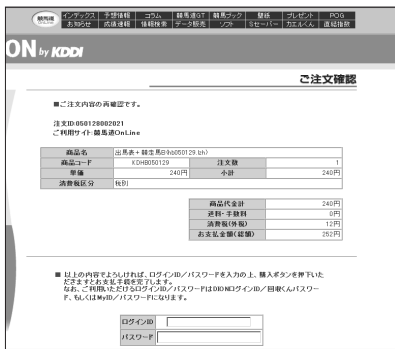 競馬道 OnLine インデックス 予想情報 コラム 競馬道GT 競馬ブック 壁紙 プレゼント POG
お知らせ 成績速報 情報検索 データ販売 ソフト Sセーバー 力エルくん 直結指数
ON by KDDI
ご注文確認
■ご注文内容の再確認です。
注文ID:050128002021
ご利用サイト:競馬道OnLine
商品名 出馬表+騎走馬B(hb050129.lzh)
商品コード KDHB050129 注文数 1
単価 240円 小計 240円
消費税区分 税別
商品代金計 240円
送料・手数料 0円
消費税(外税) 12円
お支払金額(総額) 252円
■ 以上の内容でよろしければ、ログインID/パスワードを入力の上、購入ボタンを押下いた
だきますとお支払手続を完了します。
なお、ご利用いただけるログインID/パスワードはDIONログインID/回収くんパスワー
ド、もしくはMyID/パスワードになります。
ログインID
パスワード